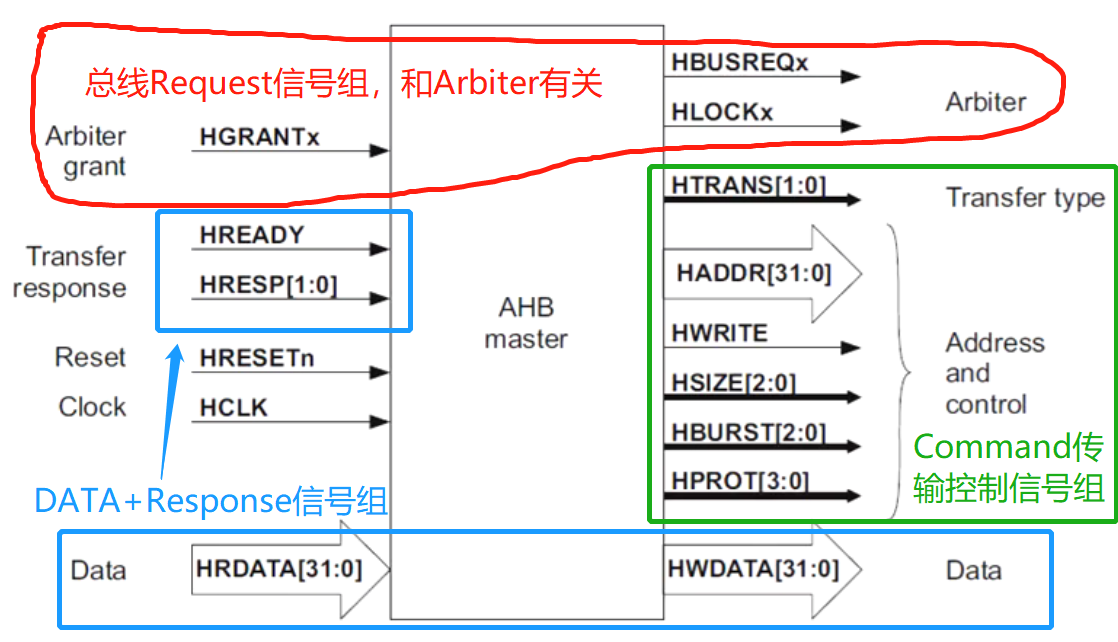 总线Request信号组，和Arbiter有关
HBUSREQx
HLOCKx
Arbiter
Arbiter
grant
HGRANTx
HTRANS[1:0]
Transfer type
Transfer
response
HREADY
HRESP[1:0]
HADDR[31:0]
AHB
master
HWRITE
HSIZE[2:0]
HBURST[2:0]
HPROT[3:0]
Address
and
control
Reset
HRESETn
Clock
HCLK
Command传
输控制信号组
DATA+Response信号组
Data
HRDATA[31:0]
HWDATA[31:0]
Data